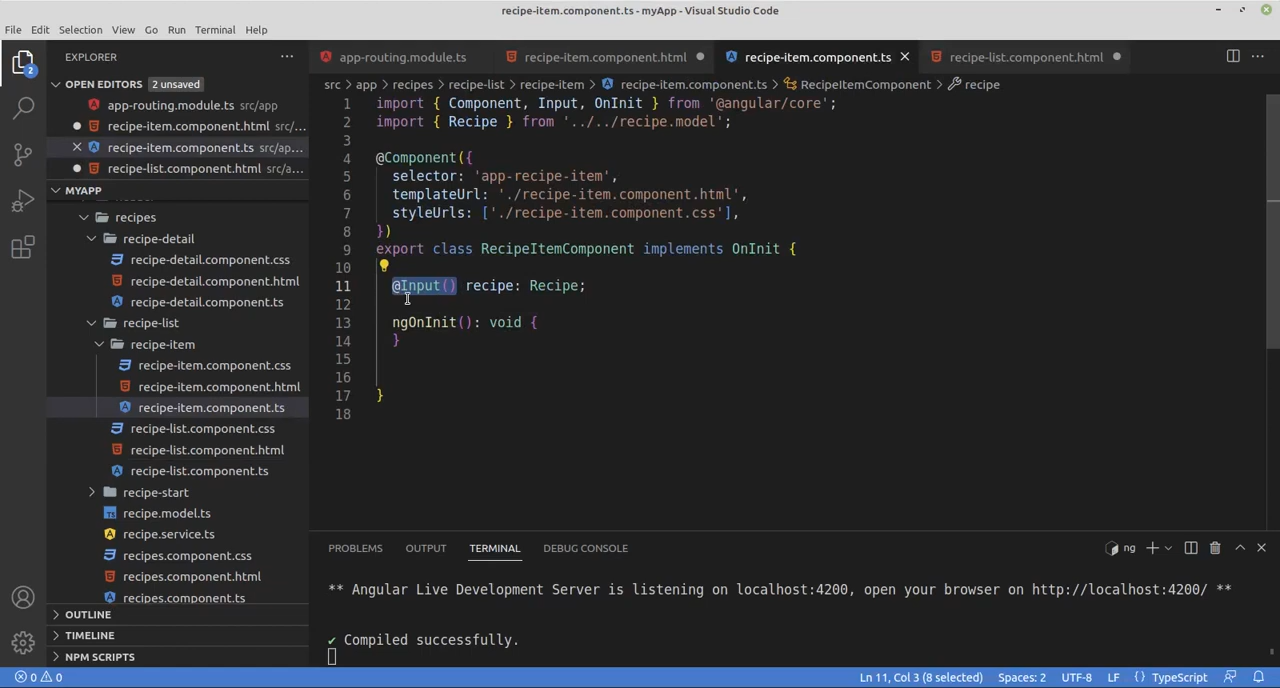 recipe-item.component.ts - myApp - Visual Studio Code
File Edit Selection View Go Run Terminal Help
EXPLORER
OPEN EDITORS 2 unsaved
app-routing.module.ts src/app
recipe-item.component.html src/...
recipe-item.component.ts src/ap...
recipe-list.component.html src/a...
MYAPP
recipes
recipe-detail
recipe-detail.component.css
recipe-detail.component.html
recipe-detail.component.ts
recipe-list
recipe-item
recipe-item.component.css
recipe-item.component.html
recipe-item.component.ts
recipe-list.component.css
recipe-list.component.html
recipe-list.component.ts
recipe-start
recipe.model.ts
recipe.service.ts
recipes.component.css
recipes.component.html
recipes.component.ts
OUTLINE
TIMELINE
NPM SCRIPTS
2
app-routing.module.ts recipe-item.component.html recipe-item.component.ts recipe-list.component.html
src > app > recipes > recipe-list > recipe-item > recipe-item.component.ts > RecipeItemComponent > recipe
1 import { Component, Input, OnInit } from '@angular/core';
2 import { Recipe } from '../../recipe.model';
3
4 @Component({
5 selector: 'app-recipe-item',
6 templateUrl: './recipe-item.component.html',
7 styleUrls: ['./recipe-item.component.css'],
8 })
9 export class RecipeItemComponent implements OnInit {
10
11 @Input() recipe: Recipe;
12
13 ngOnInit(): void {
14 }
15
16
17 }
18
PROBLEMS OUTPUT TERMINAL DEBUG CONSOLE
ng
** Angular Live Development Server is listening on localhost:4200, open your browser on http://localhost:4200/ **
✔ Compiled successfully.
0 0 Ln 11, Col 3 (8 selected) Spaces: 2 UTF-8 LF {} TypeScript